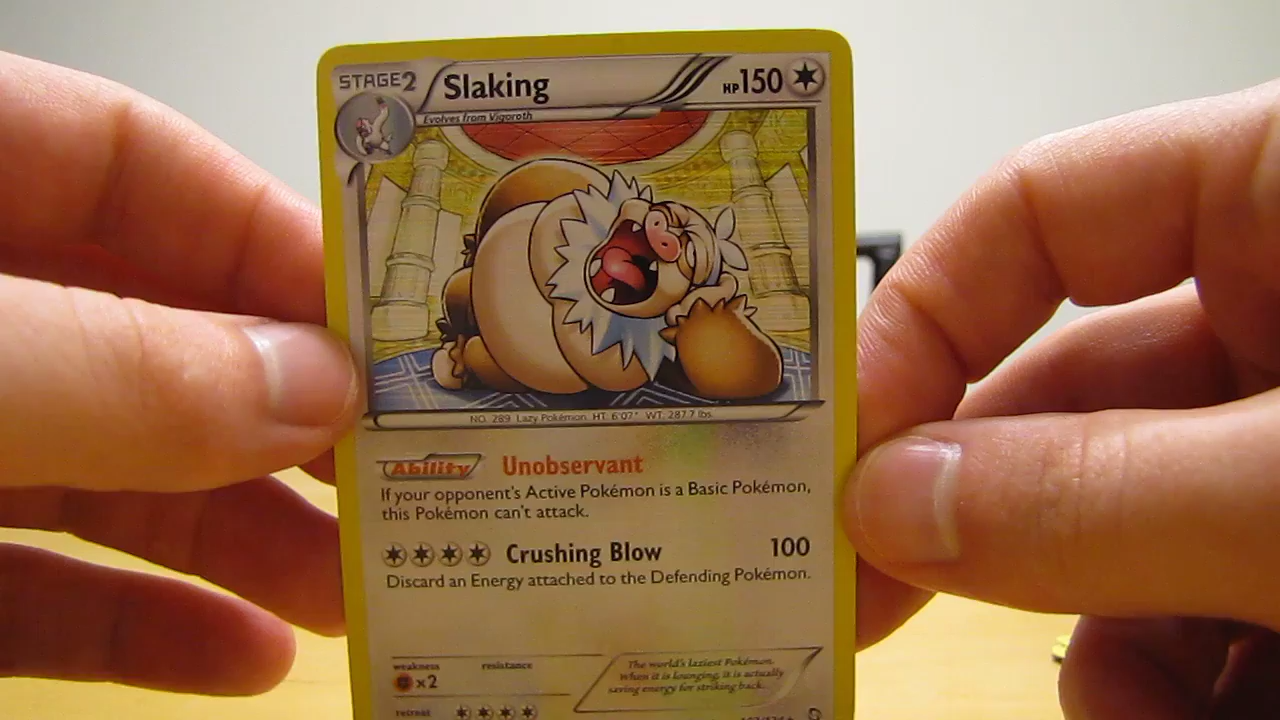 STAGE2 Slaking HP150
Evolves from Vigoroth
NO. 289 Lazy Pokémon HT: 6'07" WT: 287.7 lbs.
Ability Unobservant
If your opponent's Active Pokémon is a Basic Pokémon,
this Pokémon can't attack.
Crushing Blow 100
Discard an Energy attached to the Defending Pokémon.
weakness resistance
×2
The world's laziest Pokémon.
When it is lounging, it is actually
saving energy for striking back.
retreat